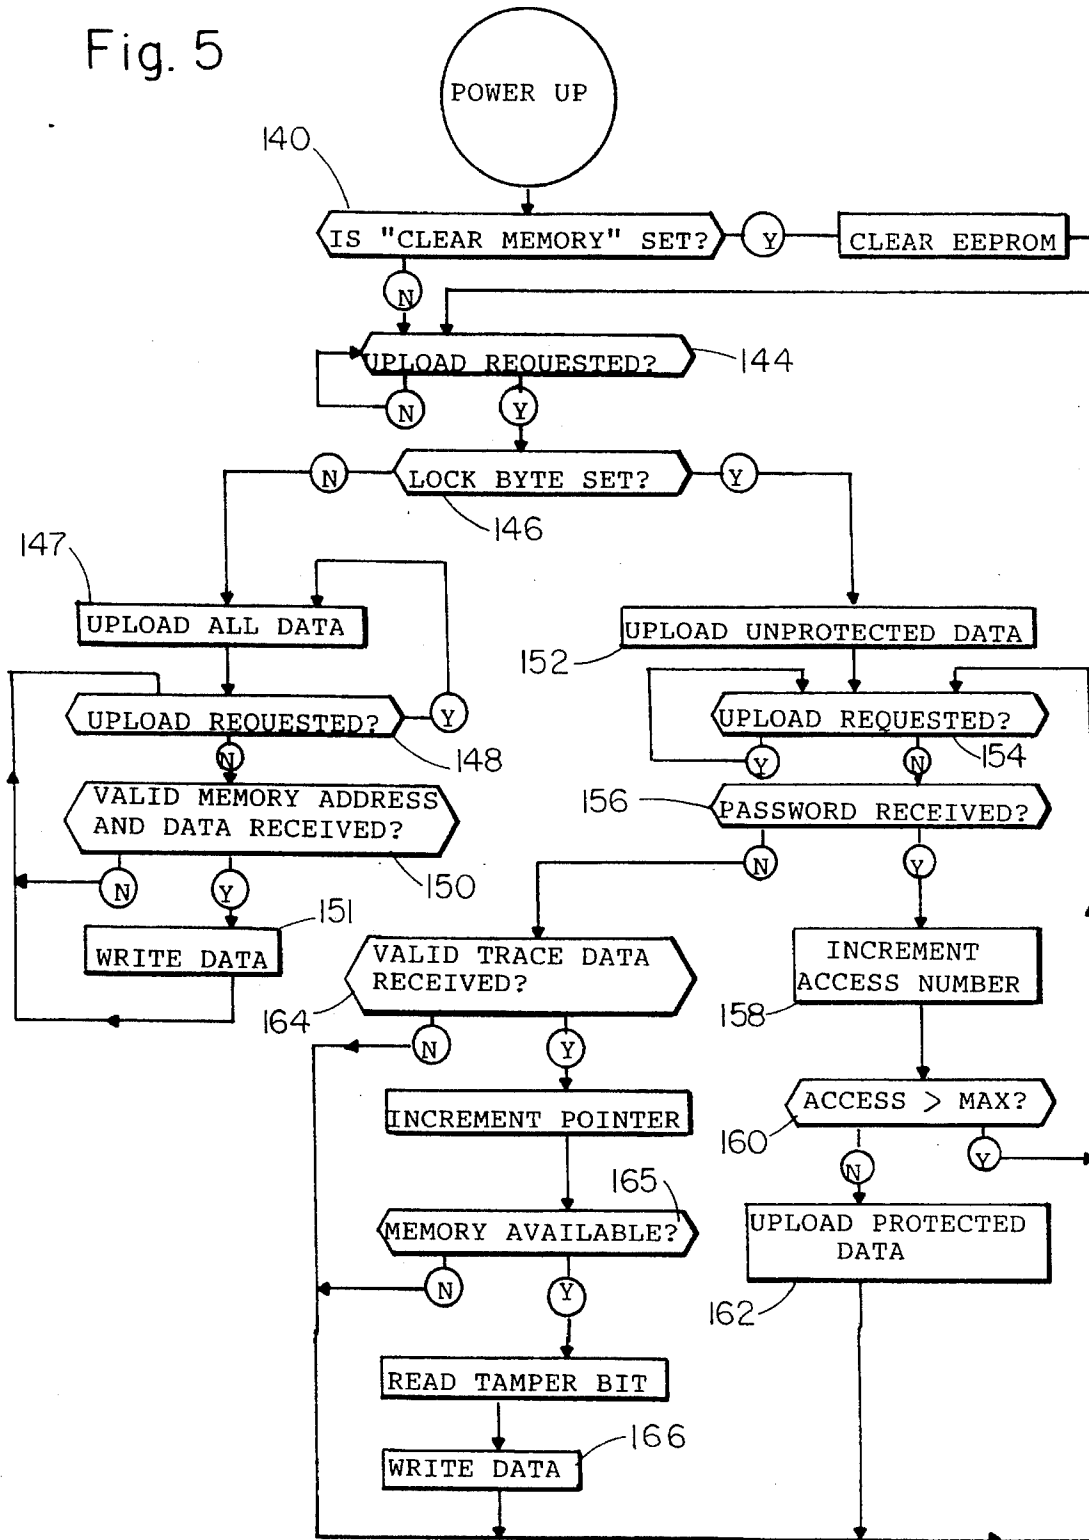 Fig. 5
POWER UP
140
IS "CLEAR MEMORY" SET?
Y
CLEAR EEPROM
N
UPLOAD REQUESTED?
144
N
Y
N
LOCK BYTE SET?
Y
146
147
UPLOAD ALL DATA
UPLOAD UNPROTECTED DATA
152
UPLOAD REQUESTED?
Y
148
N
UPLOAD REQUESTED?
154
Y
N
VALID MEMORY ADDRESS
AND DATA RECEIVED?
150
N
Y
156
PASSWORD RECEIVED?
N
Y
151
WRITE DATA
VALID TRACE DATA
RECEIVED?
164
N
Y
INCREMENT
ACCESS NUMBER
158
INCREMENT POINTER
ACCESS > MAX?
160
N
Y
165
MEMORY AVAILABLE?
N
Y
UPLOAD PROTECTED
DATA
162
READ TAMPER BIT
WRITE DATA
166